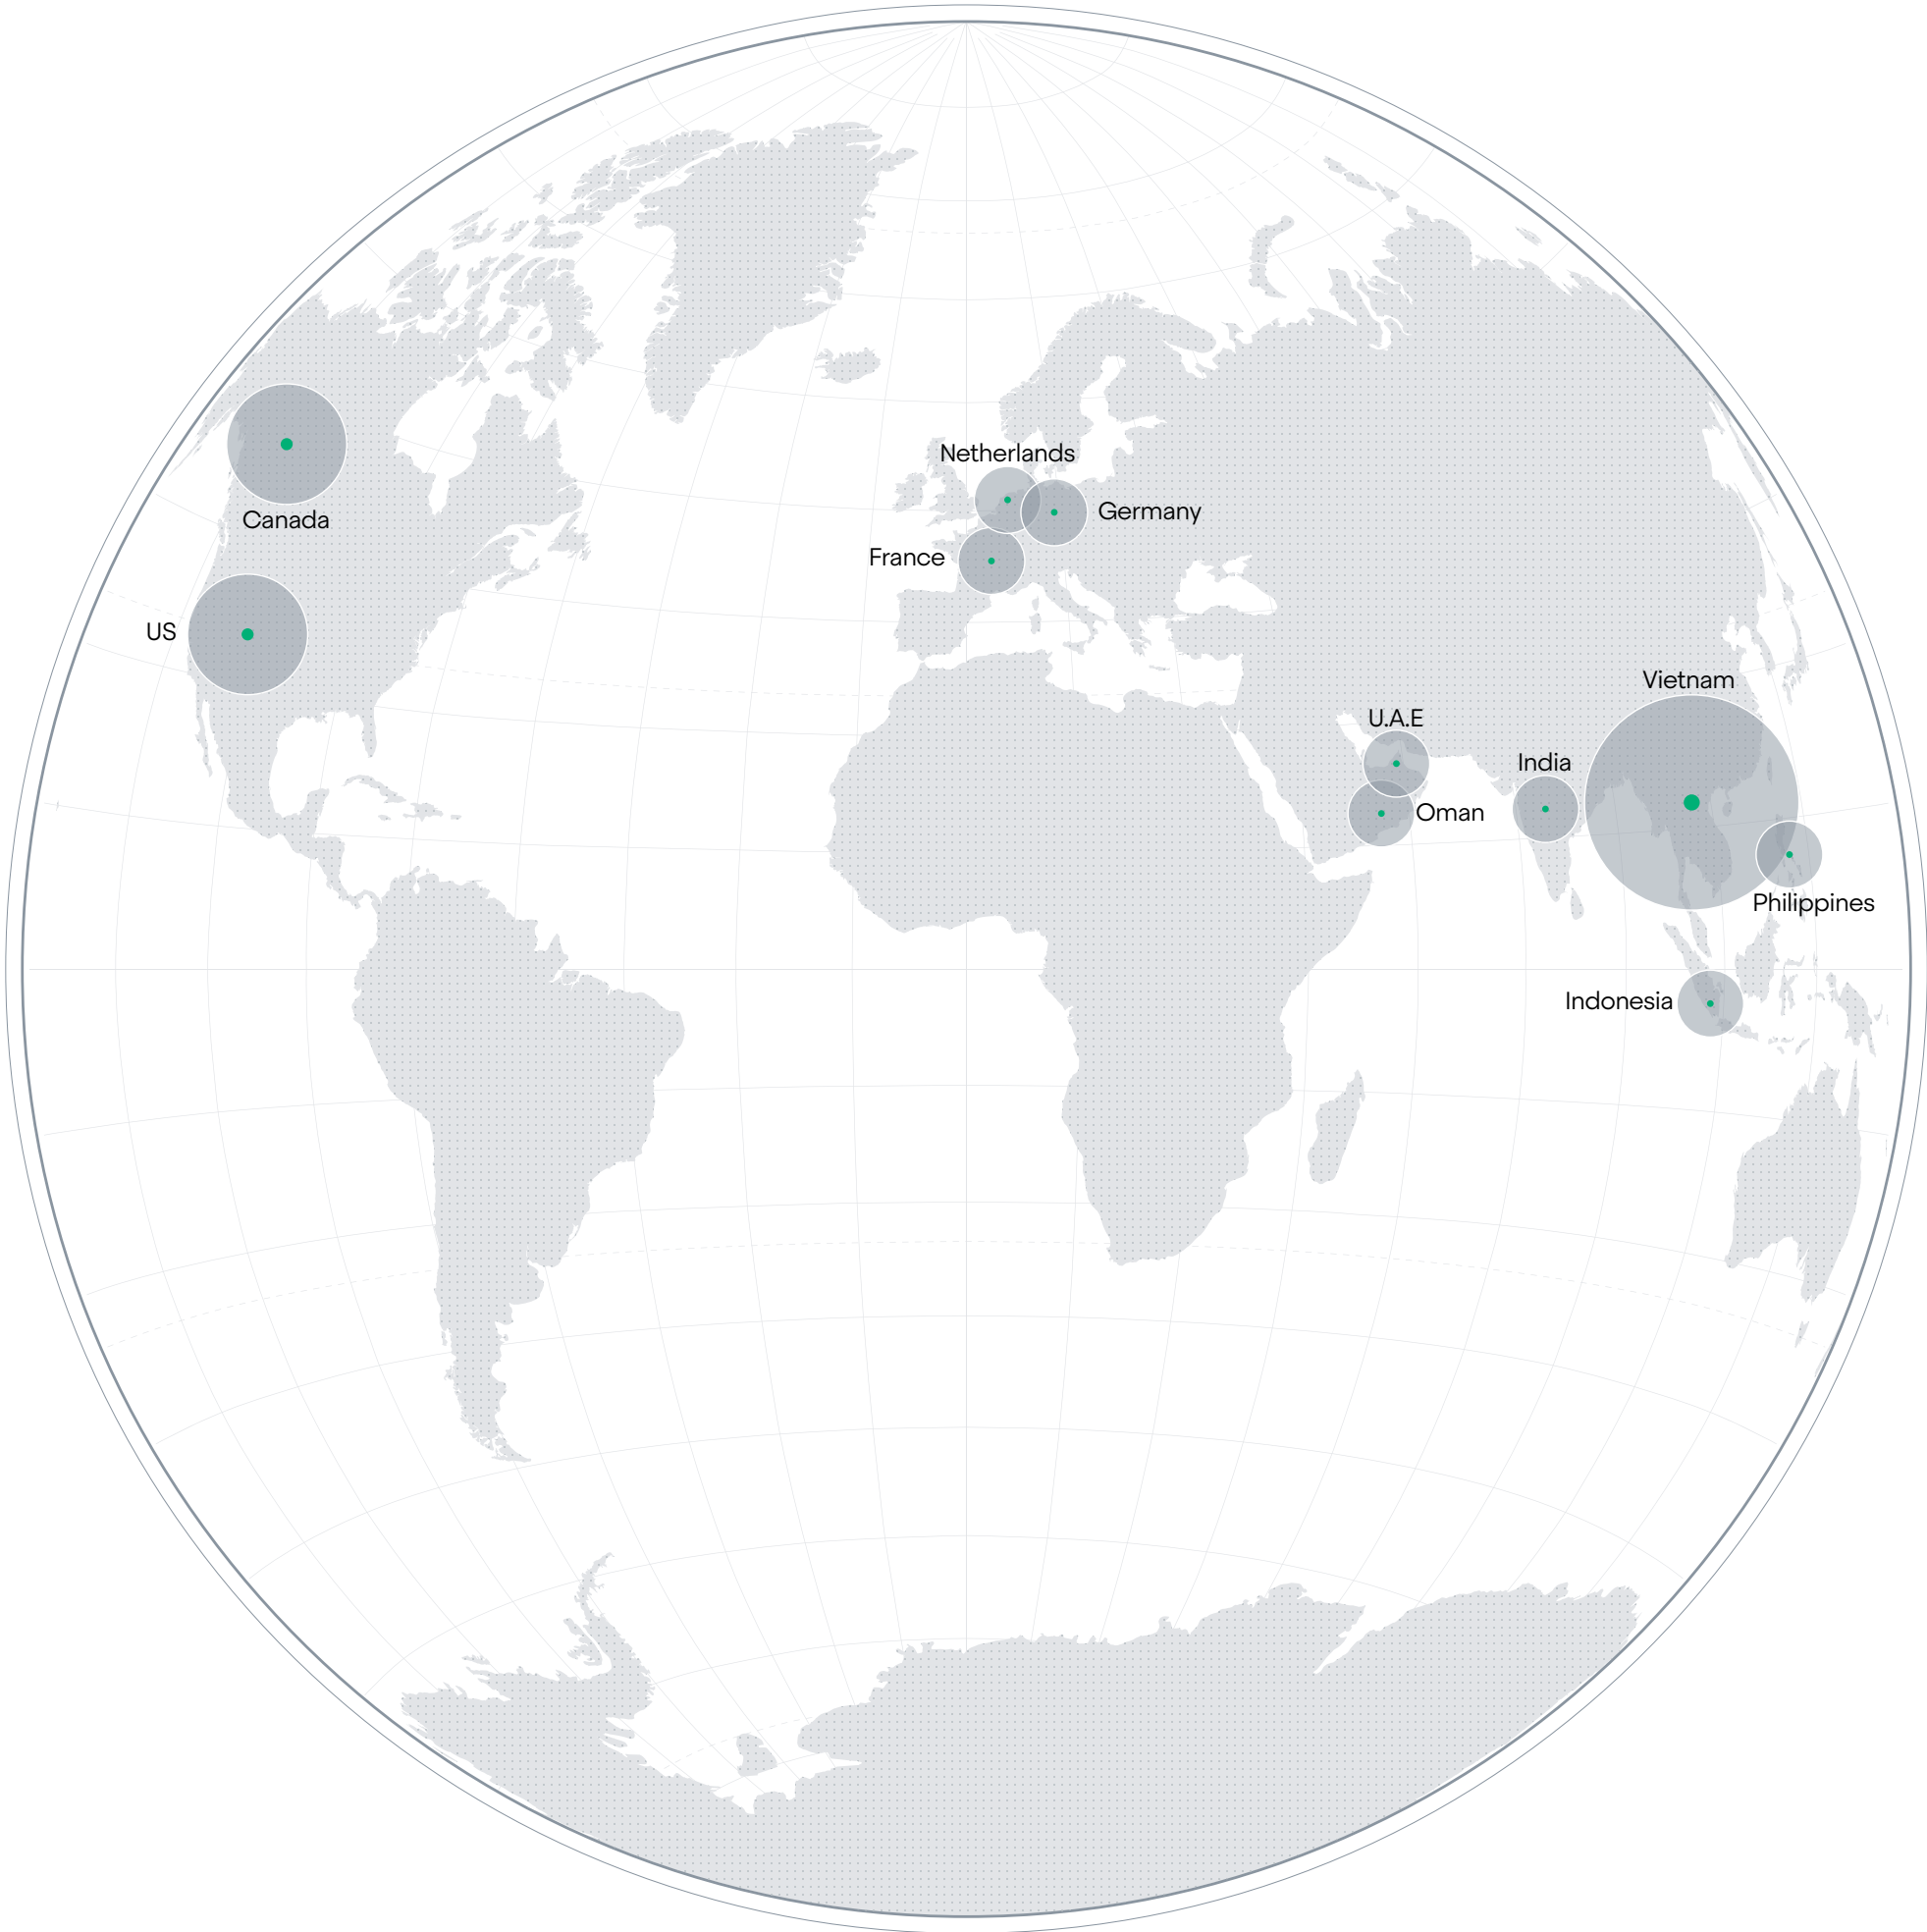 Netherlands
Germany
Canada
France
US
Vietnam
U.A.E
India
Oman
Philippines
Indonesia